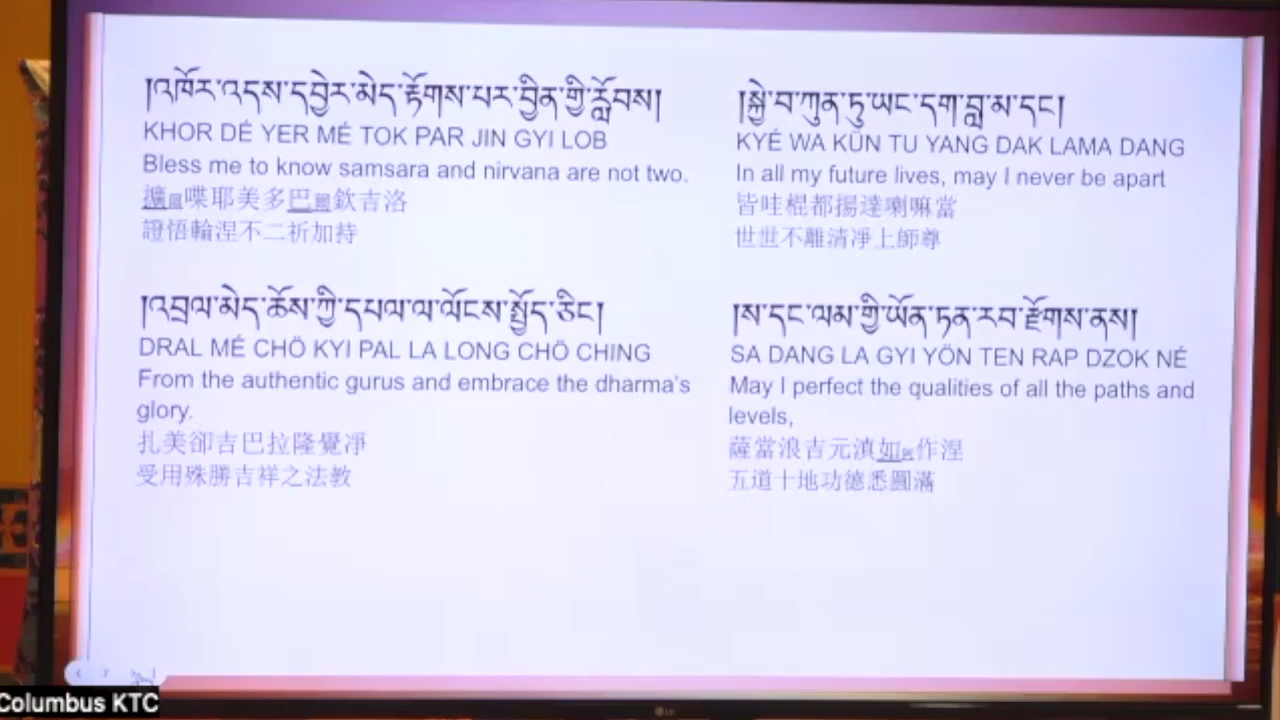 །འཁོར་འདས་དབྱེར་མེད་རྟོགས་པར་བྱིན་གྱི་རློབས།
KHOR DÉ YER MÉ TOK PAR JIN GYI LOB
Bless me to know samsara and nirvana are not two.
擴喋耶美多巴欽吉洛
證悟輪涅不二祈加持
།འབྲལ་མེད་ཆོས་ཀྱི་དཔལ་ལ་ལོངས་སྤྱོད་ཅིང།
DRAL MÉ CHÖ KYI PAL LA LONG CHÖ CHING
From the authentic gurus and embrace the dharma's
glory.
扎美卻吉巴拉隆覺凈
受用殊勝吉祥之法教
།སྐྱེ་བ་ཀུན་ཏུ་ཡང་དག་བླ་མ་དང།
KYÉ WA KÜN TU YANG DAK LAMA DANG
In all my future lives, may I never be apart
皆哇棍都揚達喇嘛當
世世不離清凈上師尊
།ས་དང་ལམ་གྱི་ཡོན་ཏན་རབ་རྫོགས་ནས།
SA DANG LA GYI YÖN TEN RAP DZOK NÉ
May I perfect the qualities of all the paths and
levels,
薩當浪吉元滇如作涅
五道十地功德悉圓滿
Columbus KTC
LG